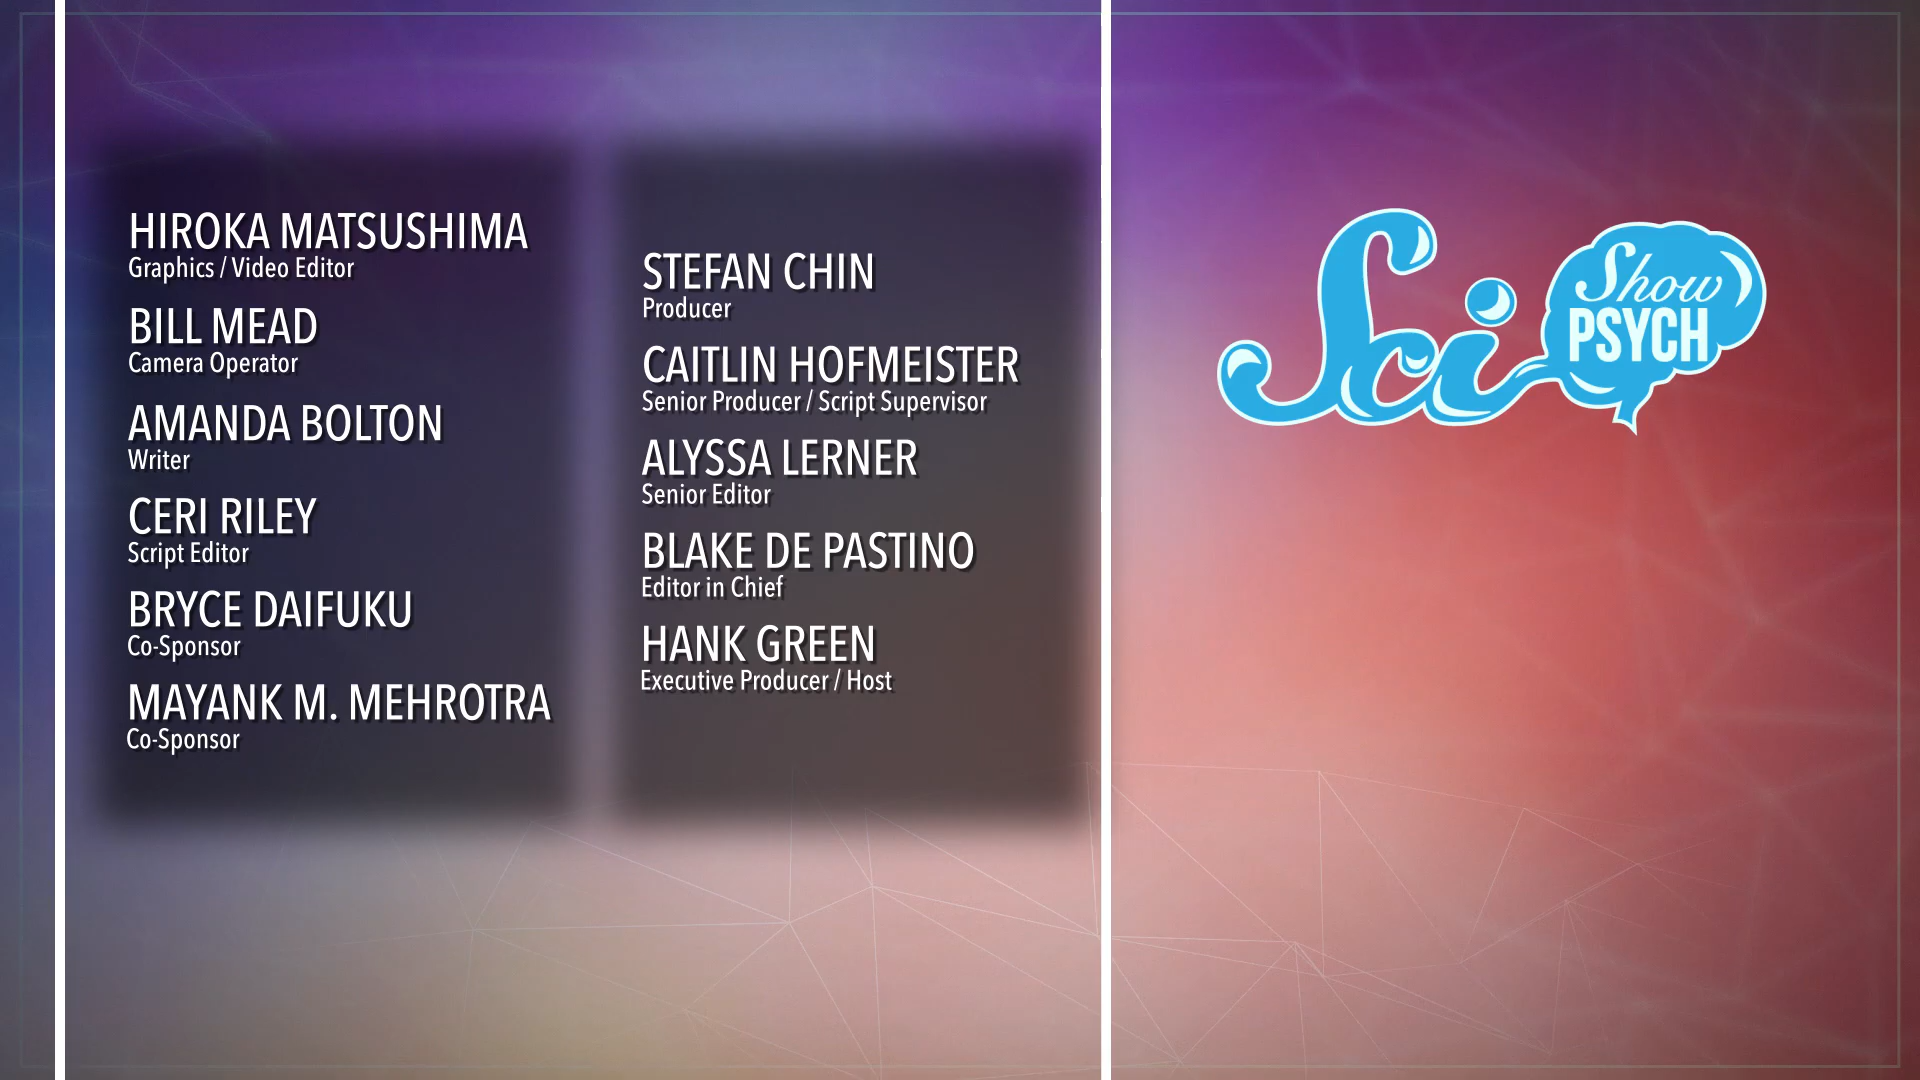 HIROKA MATSUSHIMA
Graphics / Video Editor
BILL MEAD
Camera Operator
AMANDA BOLTON
Writer
CERI RILEY
Script Editor
BRYCE DAIFUKU
Co-Sponsor
MAYANK M. MEHROTRA
Co-Sponsor
STEFAN CHIN
Producer
CAITLIN HOFMEISTER
Senior Producer / Script Supervisor
ALYSSA LERNER
Senior Editor
BLAKE DE PASTINO
Editor in Chief
HANK GREEN
Executive Producer / Host
Sci
Show
PSYCH